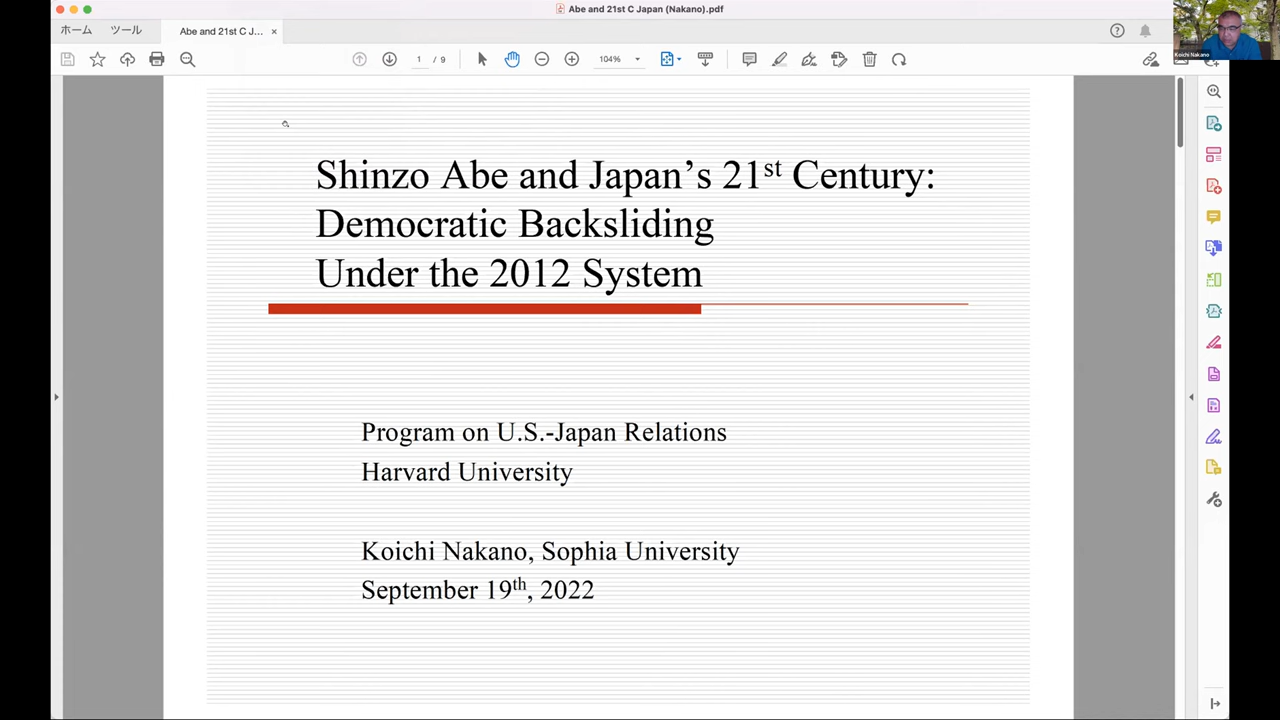 Abe and 21st C Japan (Nakano).pdf
ホーム
ツール
Abe and 21st C J...
1 / 9
104%
Koichi Nakano
Shinzo Abe and Japan's 21st Century:
Democratic Backsliding
Under the 2012 System
Program on U.S.-Japan Relations
Harvard University
Koichi Nakano, Sophia University
September 19th, 2022